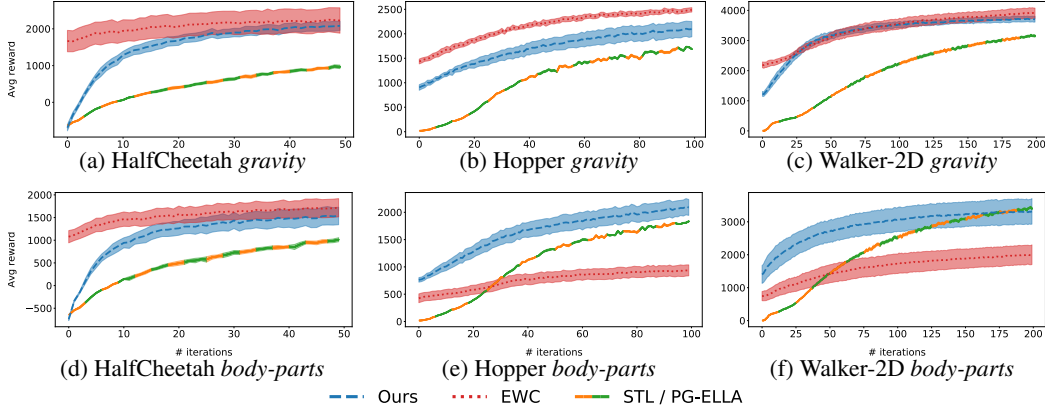 Avg reward
2000
1000
0
0 10 20 30 40 50
(a) HalfCheetah gravity
2500
2000
1500
1000
500
0
0 20 40 60 80 100
(b) Hopper gravity
4000
3000
2000
1000
0
0 25 50 75 100 125 150 175 200
(c) Walker-2D gravity
Avg reward
2000
1500
1000
500
0
−500
0 10 20 30 40 50
# iterations
(d) HalfCheetah body-parts
2000
1500
1000
500
0
0 20 40 60 80 100
# iterations
(e) Hopper body-parts
3000
2000
1000
0
0 25 50 75 100 125 150 175 200
# iterations
(f) Walker-2D body-parts
Ours EWC STL / PG-ELLA